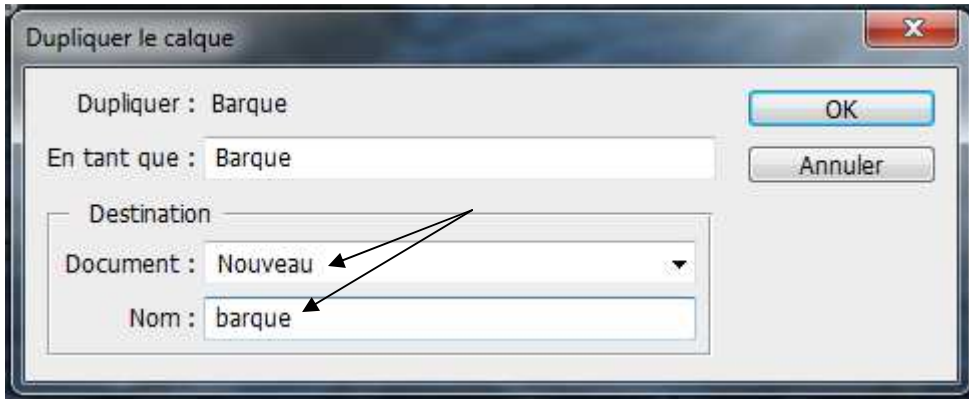 Dupliquer le calque
Dupliquer : Barque
OK
En tant que : Barque
Annuler
Destination
Document : Nouveau
Nom : barque